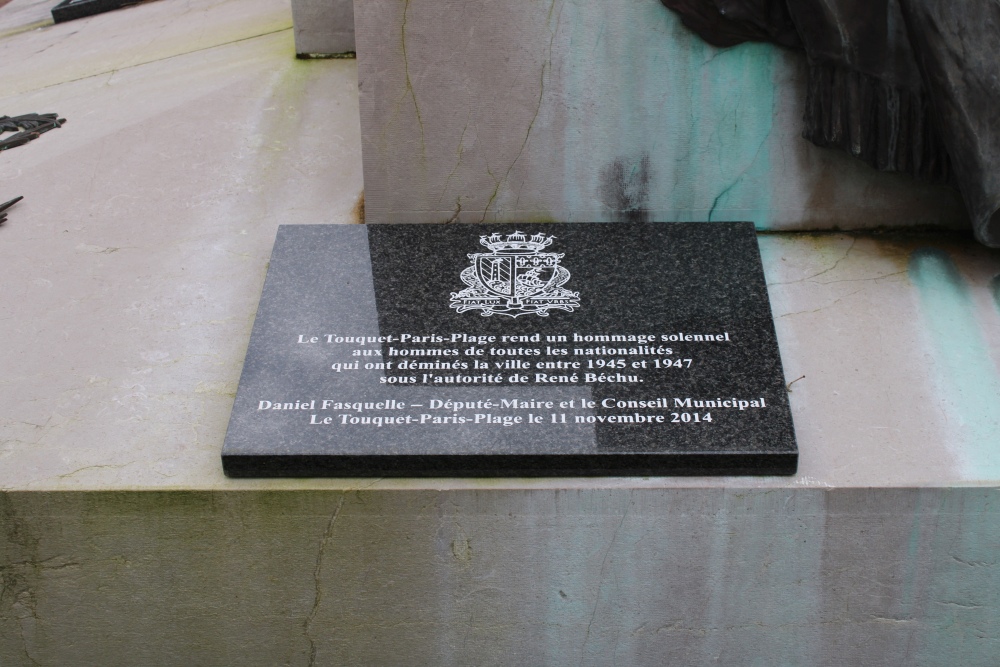 FIAT LUX FIAT URBS
Le Touquet-Paris-Plage rend un hommage solennel
aux hommes de toutes les nationalités
qui ont déminés la ville entre 1945 et 1947
sous l'autorité de René Béchu.
Daniel Fasquelle – Député-Maire et le Conseil Municipal
Le Touquet-Paris-Plage le 11 novembre 2014